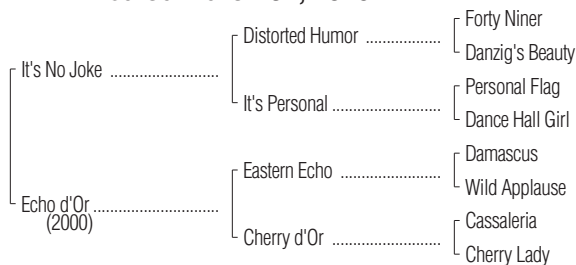 Forty Niner
Distorted Humor ..................
Danzig's Beauty
It's No Joke ..........................
Personal Flag
It's Personal ..........................
Dance Hall Girl
Damascus
Eastern Echo ........................
Wild Applause
Echo d'Or ..............................
(2000)
Cassaleria
Cherry d'Or ..........................
Cherry Lady